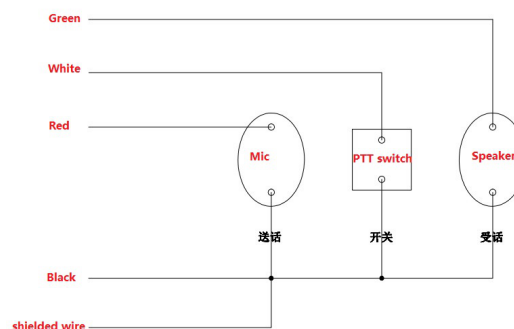 Green
White
Red
Mic
PTT switch
Speaker
送话
开关
受话
Black
shielded wire